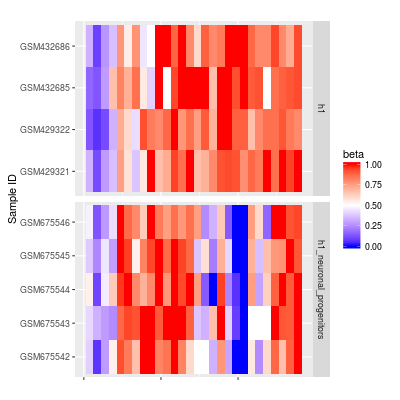 GSM432686
GSM432685
GSM429322
GSM429321
h1
GSM675546
GSM675545
GSM675544
GSM675543
GSM675542
h1_neuronal_progenitors
Sample ID
beta
1.00
0.75
0.50
0.25
0.00